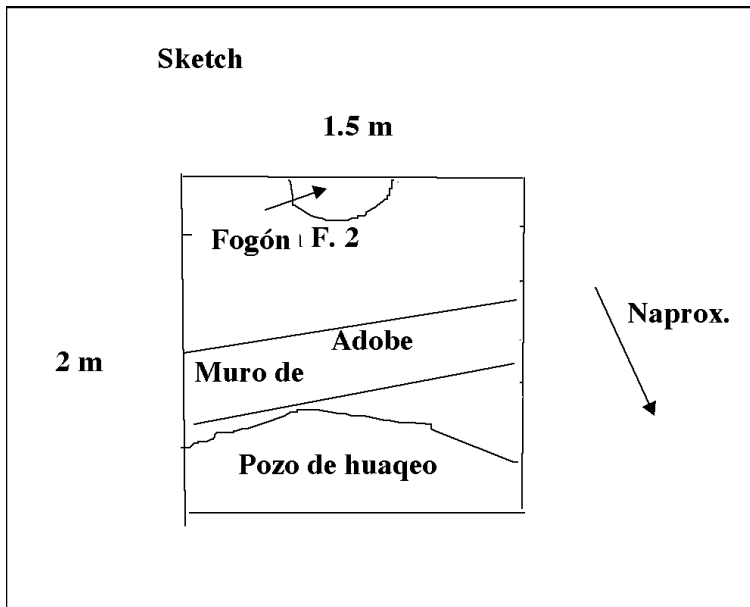 Sketch
1.5 m
Fogón F. 2
Adobe
Naprox.
Muro de
2 m
Pozo de huaqeo